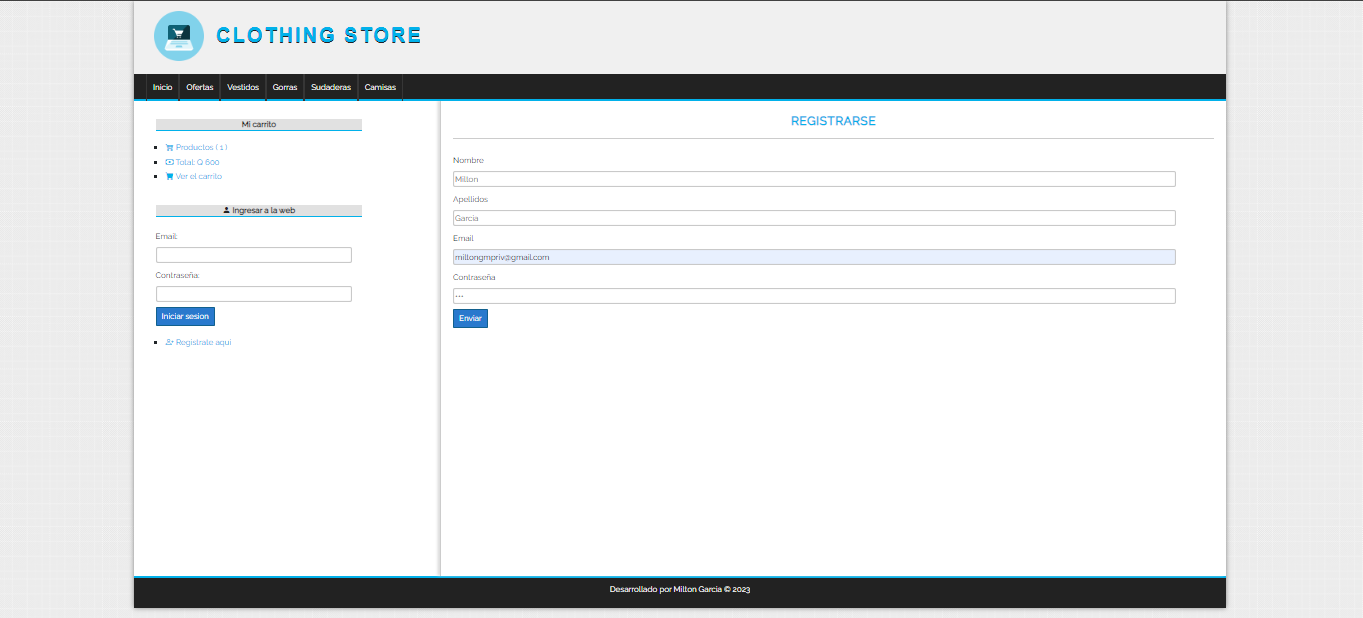 CLOTHING STORE
Inicio Ofertas Vestidos Gorras Sudaderas Camisas
Mi carrito
Productos ( 1 )
Total: Q 600
Ver el carrito
Ingresar a la web
Email:
Contraseña:
Iniciar sesion
Registrate aqui
REGISTRARSE
Nombre
Milton
Apellidos
Garcia
Email
miltongmpriv@gmail.com
Contraseña
•••
Enviar
Desarrollado por Milton Garcia © 2023